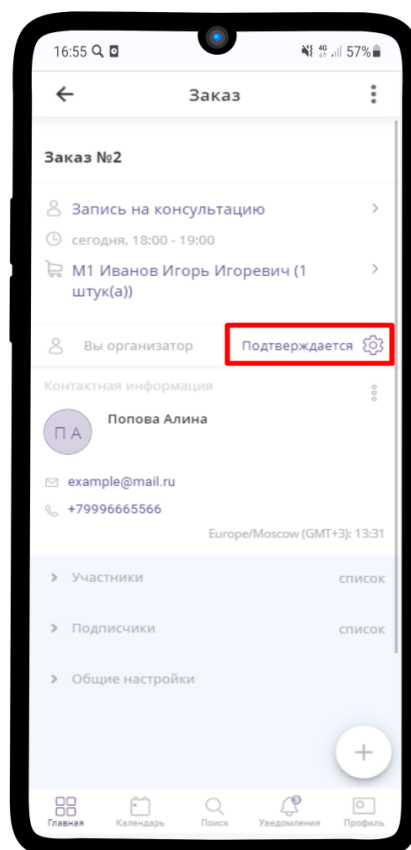 16:55
4G
57%
Заказ
Заказ №2
Запись на консультацию
сегодня, 18:00 - 19:00
М1 Иванов Игорь Игоревич (1
штук(а))
Вы организатор
Подтверждается
Контактная информация
П А
Попова Алина
example@mail.ru
+79996665566
Europe/Moscow (GMT+3): 13:31
Участники
список
Подписчики
список
Общие настройки
Главная
Календарь
Поиск
Уведомления
Профиль